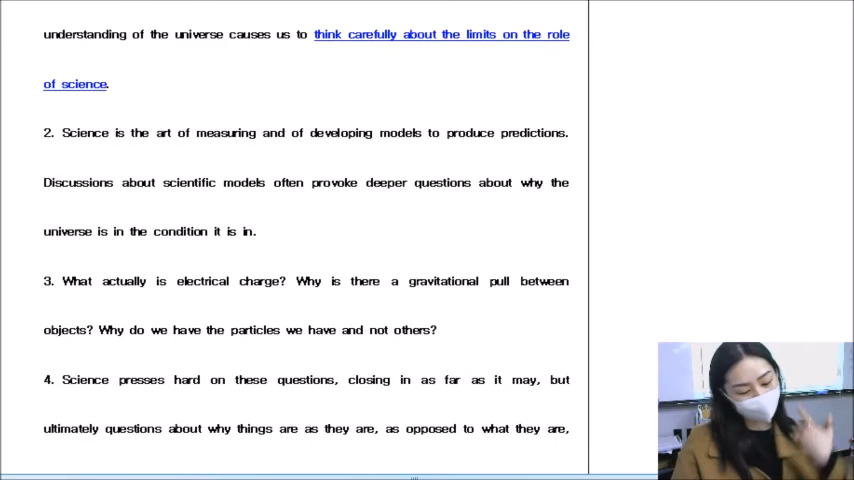 understanding of the universe causes us to think carefully about the limits on the role
of science.
2. Science is the art of measuring and of developing models to produce predictions.
Discussions about scientific models often provoke deeper questions about why the
universe is in the condition it is in.
3. What actually is electrical charge? Why is there a gravitational pull between
objects? Why do we have the particles we have and not others?
4. Science presses hard on these questions, closing in as far as it may, but
ultimately questions about why things are as they are, as opposed to what they are,